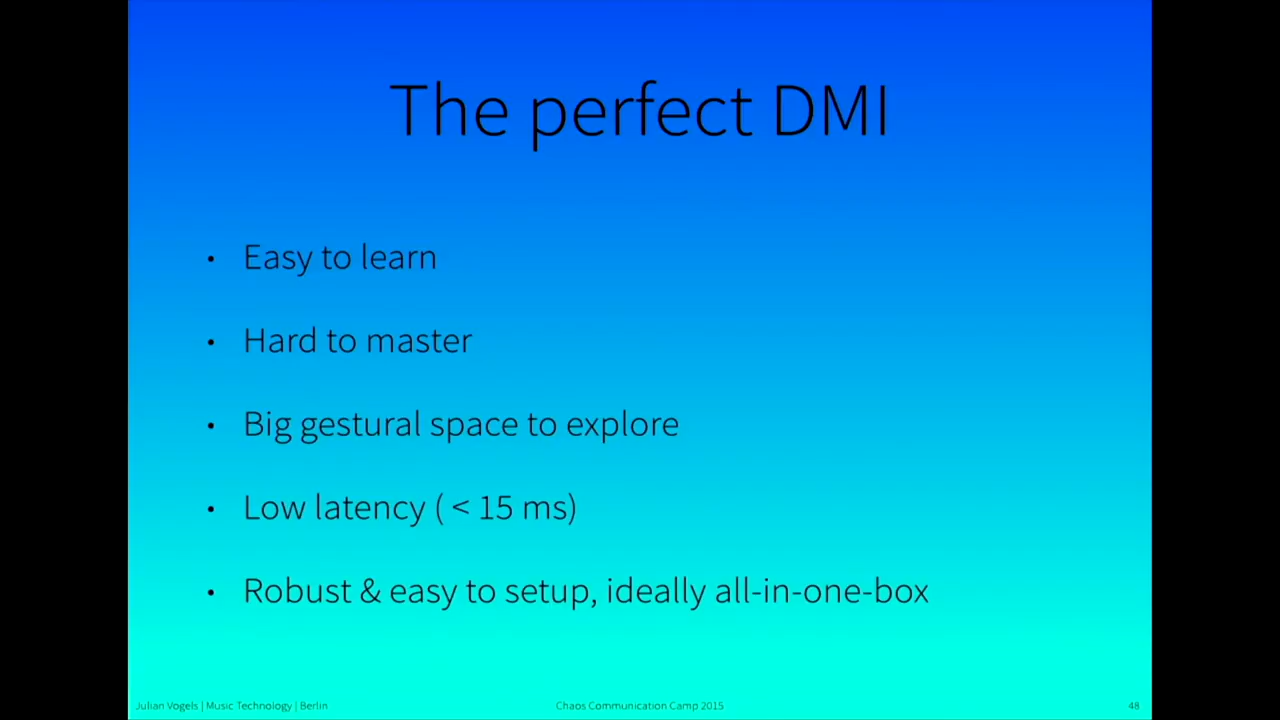 The perfect DMI
• Easy to learn
• Hard to master
• Big gestural space to explore
• Low latency ( < 15 ms)
• Robust & easy to setup, ideally all-in-one-box
Julian Vogels | Music Technology | Berlin
Chaos Communication Camp 2015
48